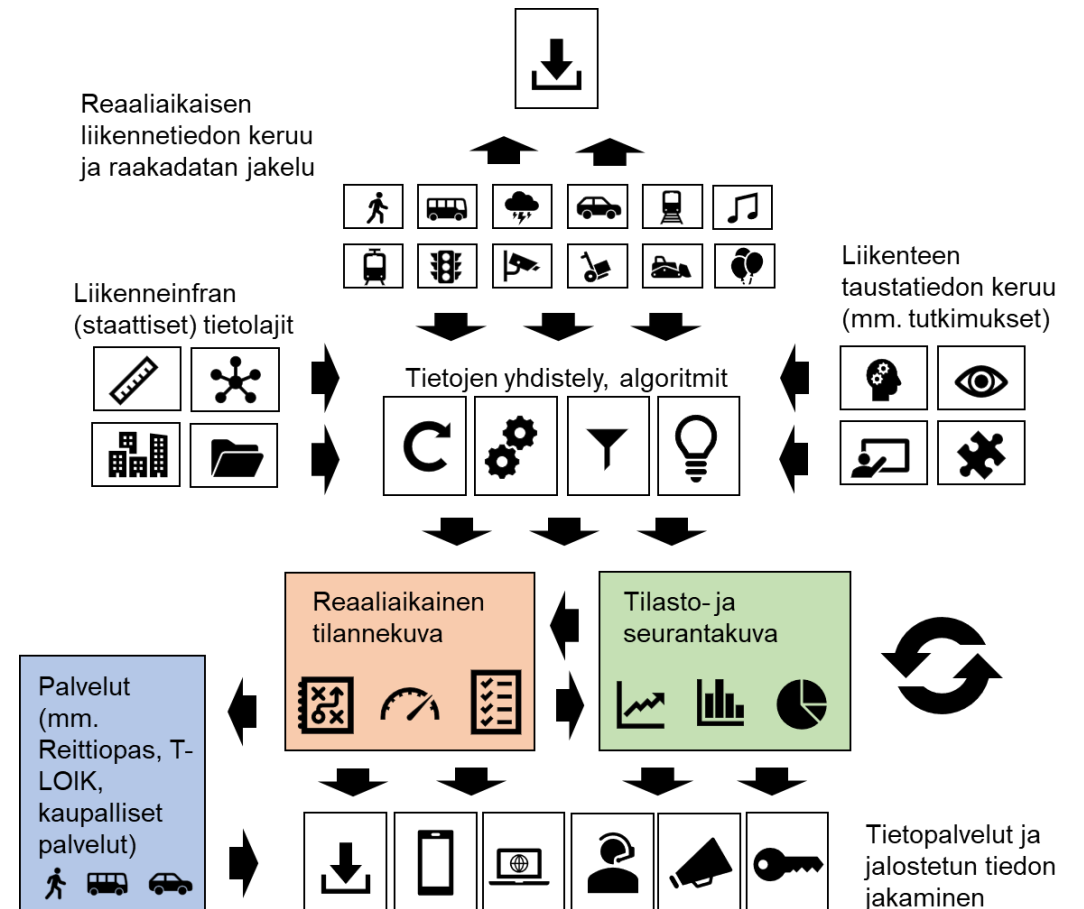 Reaaliaikaisen
liikennetiedon keruu
ja raakadatan jakelu
Liikenneinfran
(staattiset) tietolajit
Liikenteen
taustatiedon keruu
(mm. tutkimukset)
Tietojen yhdistely, algoritmit
Reaaliaikainen
tilannekuva
Tilasto- ja
seurantakuva
Palvelut
(mm.
Reittiopas, T-
LOIK,
kaupalliset
palvelut)
Tietopalvelut ja
jalostetun tiedon
jakaminen